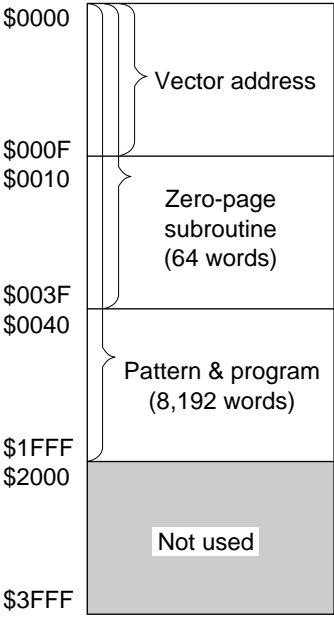 $0000
Vector address
$000F
$0010
Zero-page
subroutine
(64 words)
$003F
$0040
Pattern & program
(8,192 words)
$1FFF
$2000
Not used
$3FFF